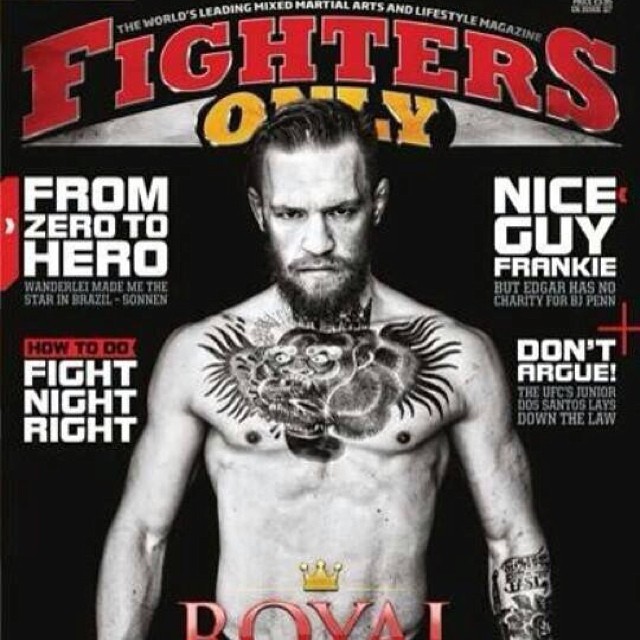 THE WORLD'S LEADING MIXED MARTIAL ARTS AND LIFESTYLE MAGAZINE
FIGHTERS
ONLY
FROM
ZERO TO
HERO
WANDERLEI MADE ME THE
STAR IN BRAZIL - SONNEN
HOW TO DO
FIGHT
NIGHT
RIGHT
NICE
GUY
FRANKIE
BUT EDGAR HAS NO
CHARITY FOR BJ PENN
DON'T
ARGUE!
THE UFC'S JUNIOR
DOS SANTOS LAYS
DOWN THE LAW
ROYAL